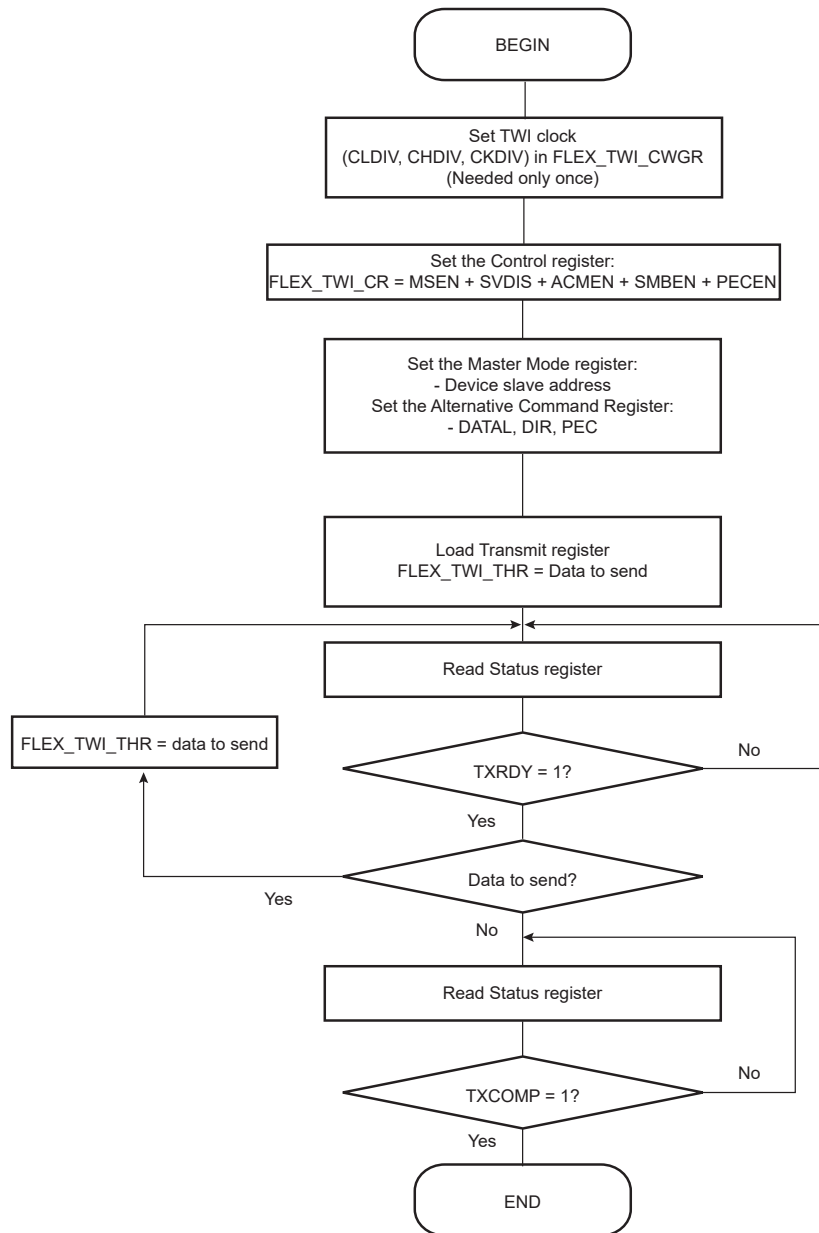 BEGIN
Set TWI clock
(CLDIV, CHDIV, CKDIV) in FLEX_TWI_CWGR
(Needed only once)
Set the Control register:
FLEX_TWI_CR = MSEN + SVDIS + ACMEN + SMBEN + PECEN
Set the Master Mode register:
- Device slave address
Set the Alternative Command Register:
- DATAL, DIR, PEC
Load Transmit register
FLEX_TWI_THR = Data to send
Read Status register
FLEX_TWI_THR = data to send
TXRDY = 1?
No
Yes
Data to send?
Yes
No
Read Status register
TXCOMP = 1?
No
Yes
END